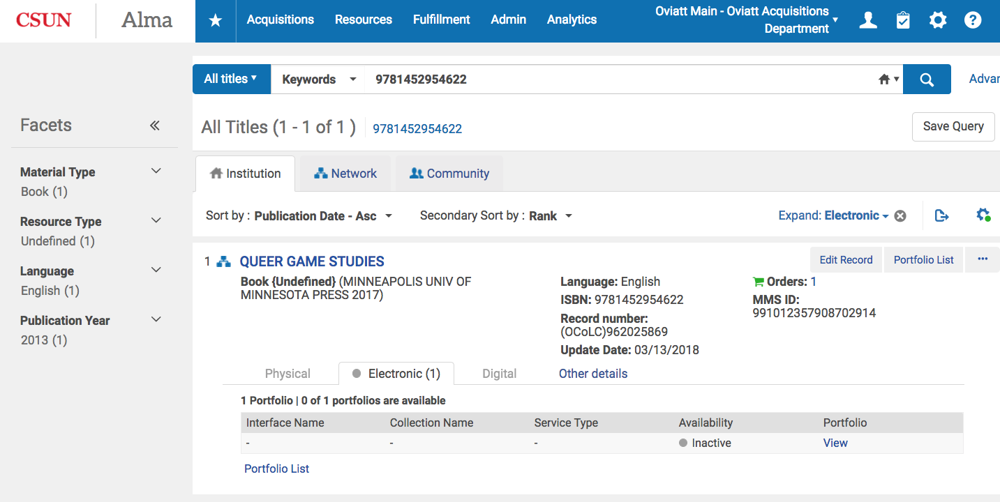 CSUN
Alma
Acquisitions
Resources
Fulfillment
Admin
Analytics
Oviatt Main - Oviatt Acquisitions
Department
All titles
Keywords
9781452954622
Advan
Facets
All Titles (1 - 1 of 1 )
9781452954622
Save Query
Material Type
Book (1)
Resource Type
Undefined (1)
Language
English (1)
Publication Year
2013 (1)
Institution
Network
Community
Sort by : Publication Date - Asc
Secondary Sort by : Rank
Expand: Electronic
1
QUEER GAME STUDIES
Edit Record
Portfolio List
Book {Undefined} (MINNEAPOLIS UNIV OF
MINNESOTA PRESS 2017)
Language: English
ISBN: 9781452954622
Record number:
(OCoLC)962025869
Update Date: 03/13/2018
Orders: 1
MMS ID:
991012357908702914
Physical
Electronic (1)
Digital
Other details
1 Portfolio | 0 of 1 portfolios are available
Interface Name
Collection Name
Service Type
Availability
Portfolio
-
-
-
Inactive
View
Portfolio List